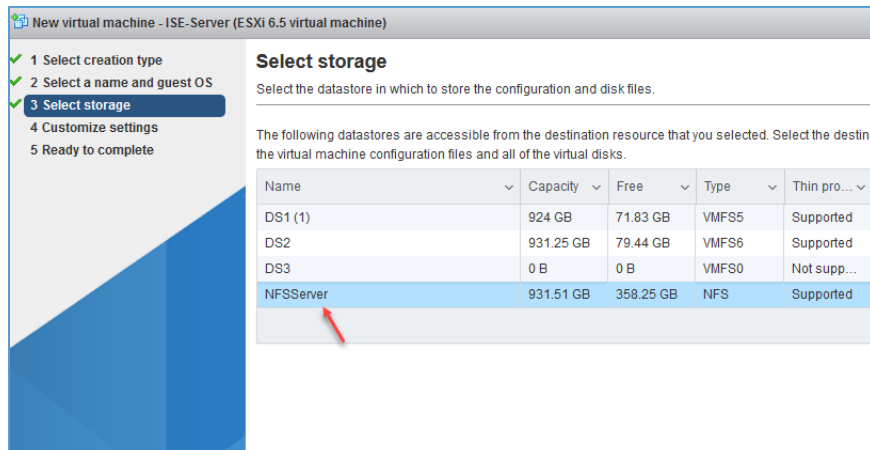 New virtual machine - ISE-Server (ESXi 6.5 virtual machine)
1 Select creation type
2 Select a name and guest OS
3 Select storage
4 Customize settings
5 Ready to complete
Select storage
Select the datastore in which to store the configuration and disk files.
The following datastores are accessible from the destination resource that you selected. Select the destin
the virtual machine configuration files and all of the virtual disks.
Name Capacity Free Type Thin pro...
DS1 (1) 924 GB 71.83 GB VMFS5 Supported
DS2 931.25 GB 79.44 GB VMFS6 Supported
DS3 0 B 0 B VMFS0 Not supp...
NFSServer 931.51 GB 358.25 GB NFS Supported